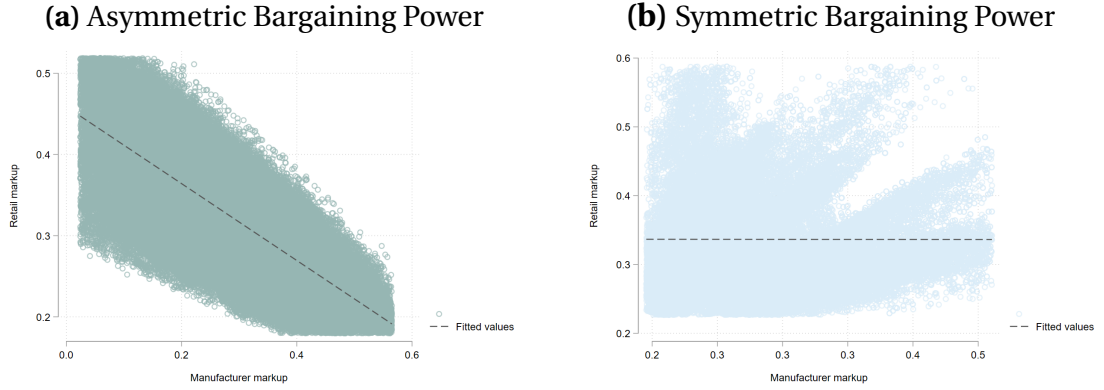 (a) Asymmetric Bargaining Power
0.5
0.4
0.3
0.2
Retail markup
0.0 0.2 0.4 0.6
Manufacturer markup
Fitted values
(b) Symmetric Bargaining Power
0.6
0.5
0.4
0.3
0.2
Retail markup
0.2 0.3 0.3 0.3 0.4 0.5
Manufacturer markup
Fitted values